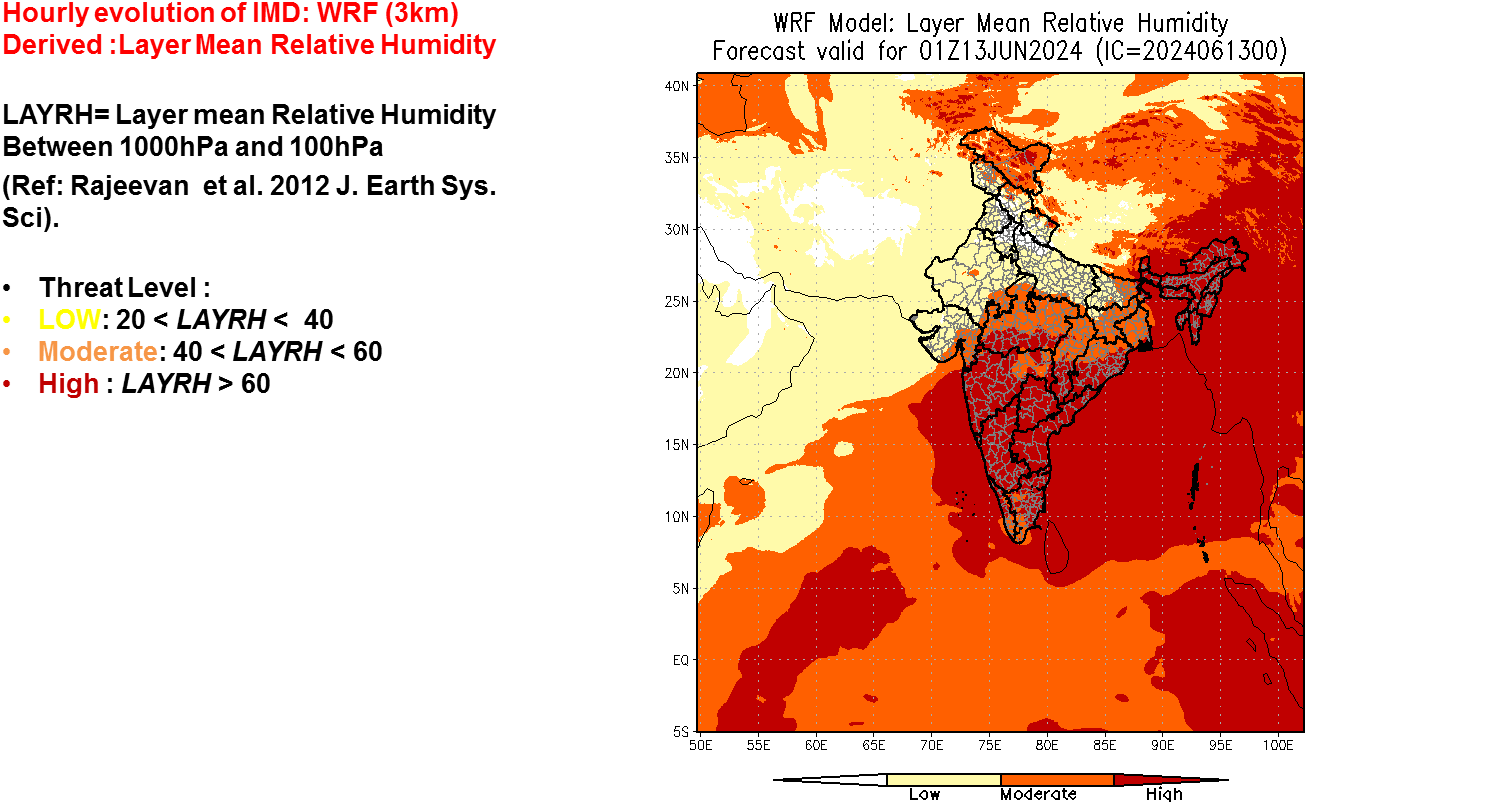 Hourly evolution of IMD: WRF (3km)
Derived :Layer Mean Relative Humidity
LAYRH= Layer mean Relative Humidity
Between 1000hPa and 100hPa
(Ref: Rajeevan et al. 2012 J. Earth Sys.
Sci).
• Threat Level :
• LOW: 20 < LAYRH < 40
• Moderate: 40 < LAYRH < 60
• High : LAYRH > 60
WRF Model: Layer Mean Relative Humidity
Forecast valid for 01Z13JUN2024 (IC=2024061300)
40N
35N
30N
25N
20N
15N
10N
5N
EQ
5S
50E 55E 60E 65E 70E 75E 80E 85E 90E 95E 100E
Low Moderate High